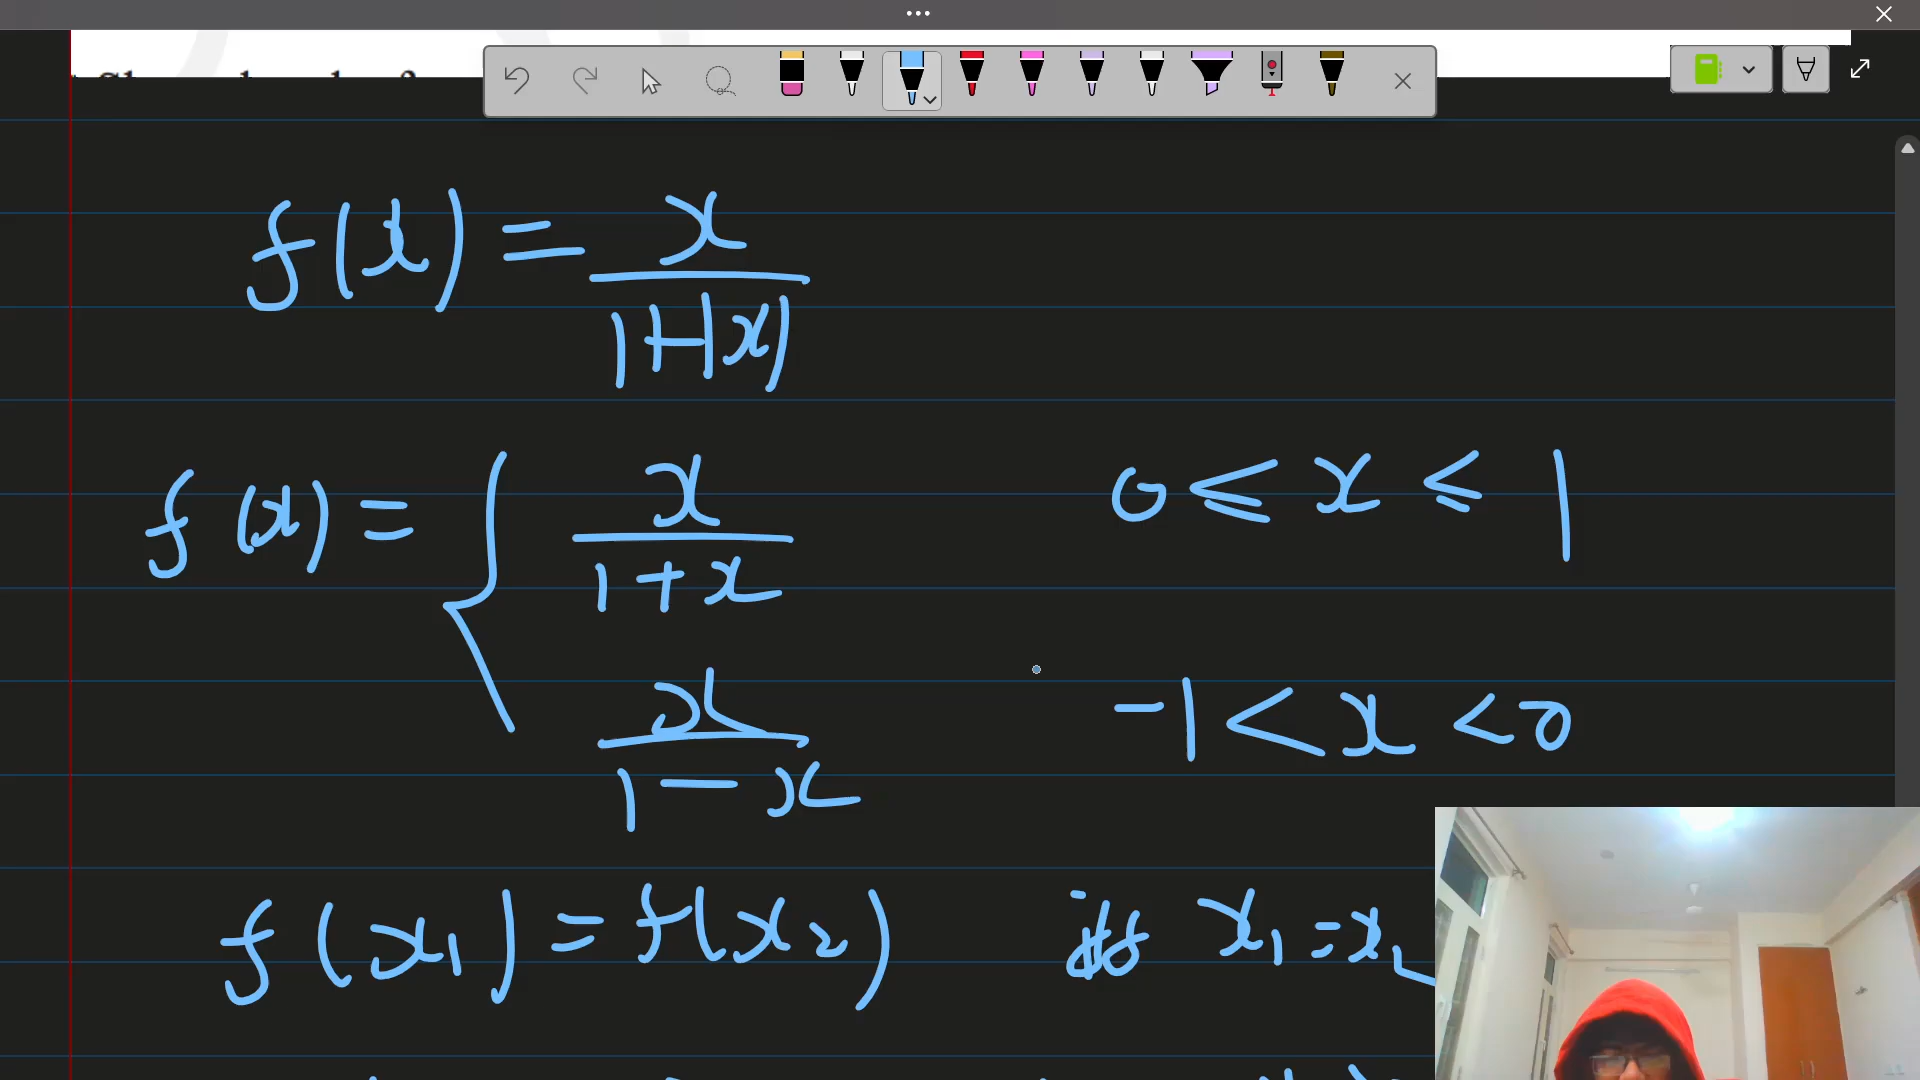 f(x) = x / 1+|x|
f(x) = { x / 1+x    0 ≤ x ≤ 1
x / 1−x    −1 < x < 0
f(x₁) = f(x₂)    iff x₁ = x₂